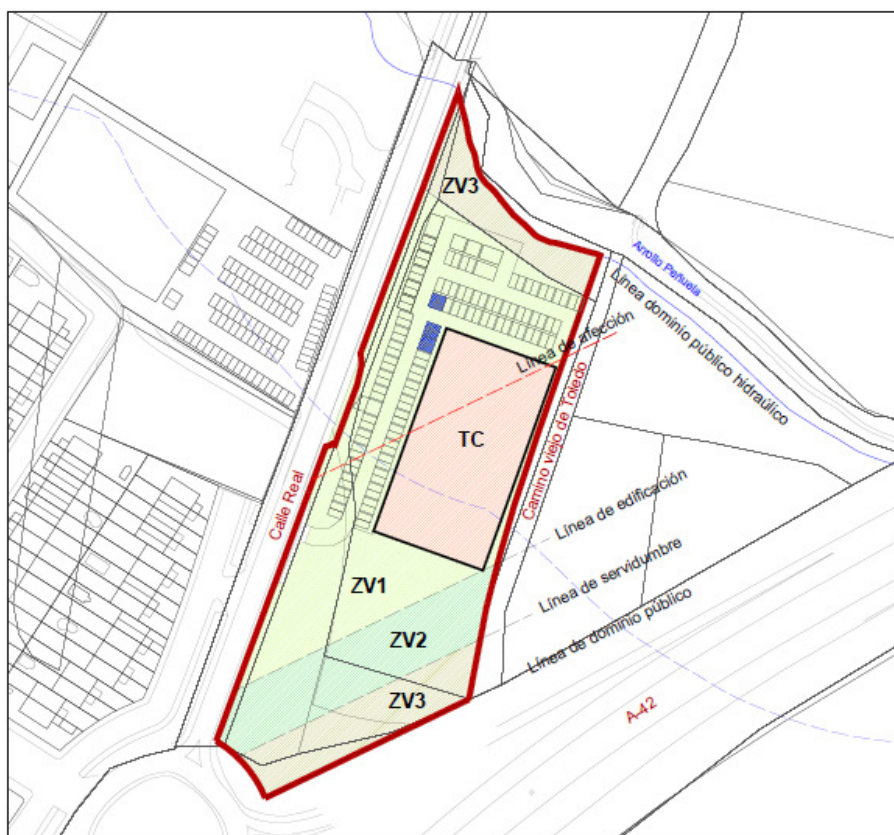 ZV3
Arrollo Peñuela
Línea dominio público hidraúlico
Línea de afección
TC
Camino viejo de Toledo
Calle Real
Línea de edificación
ZV1
Línea de servidumbre
ZV2
Línea de dominio público
ZV3
A-42